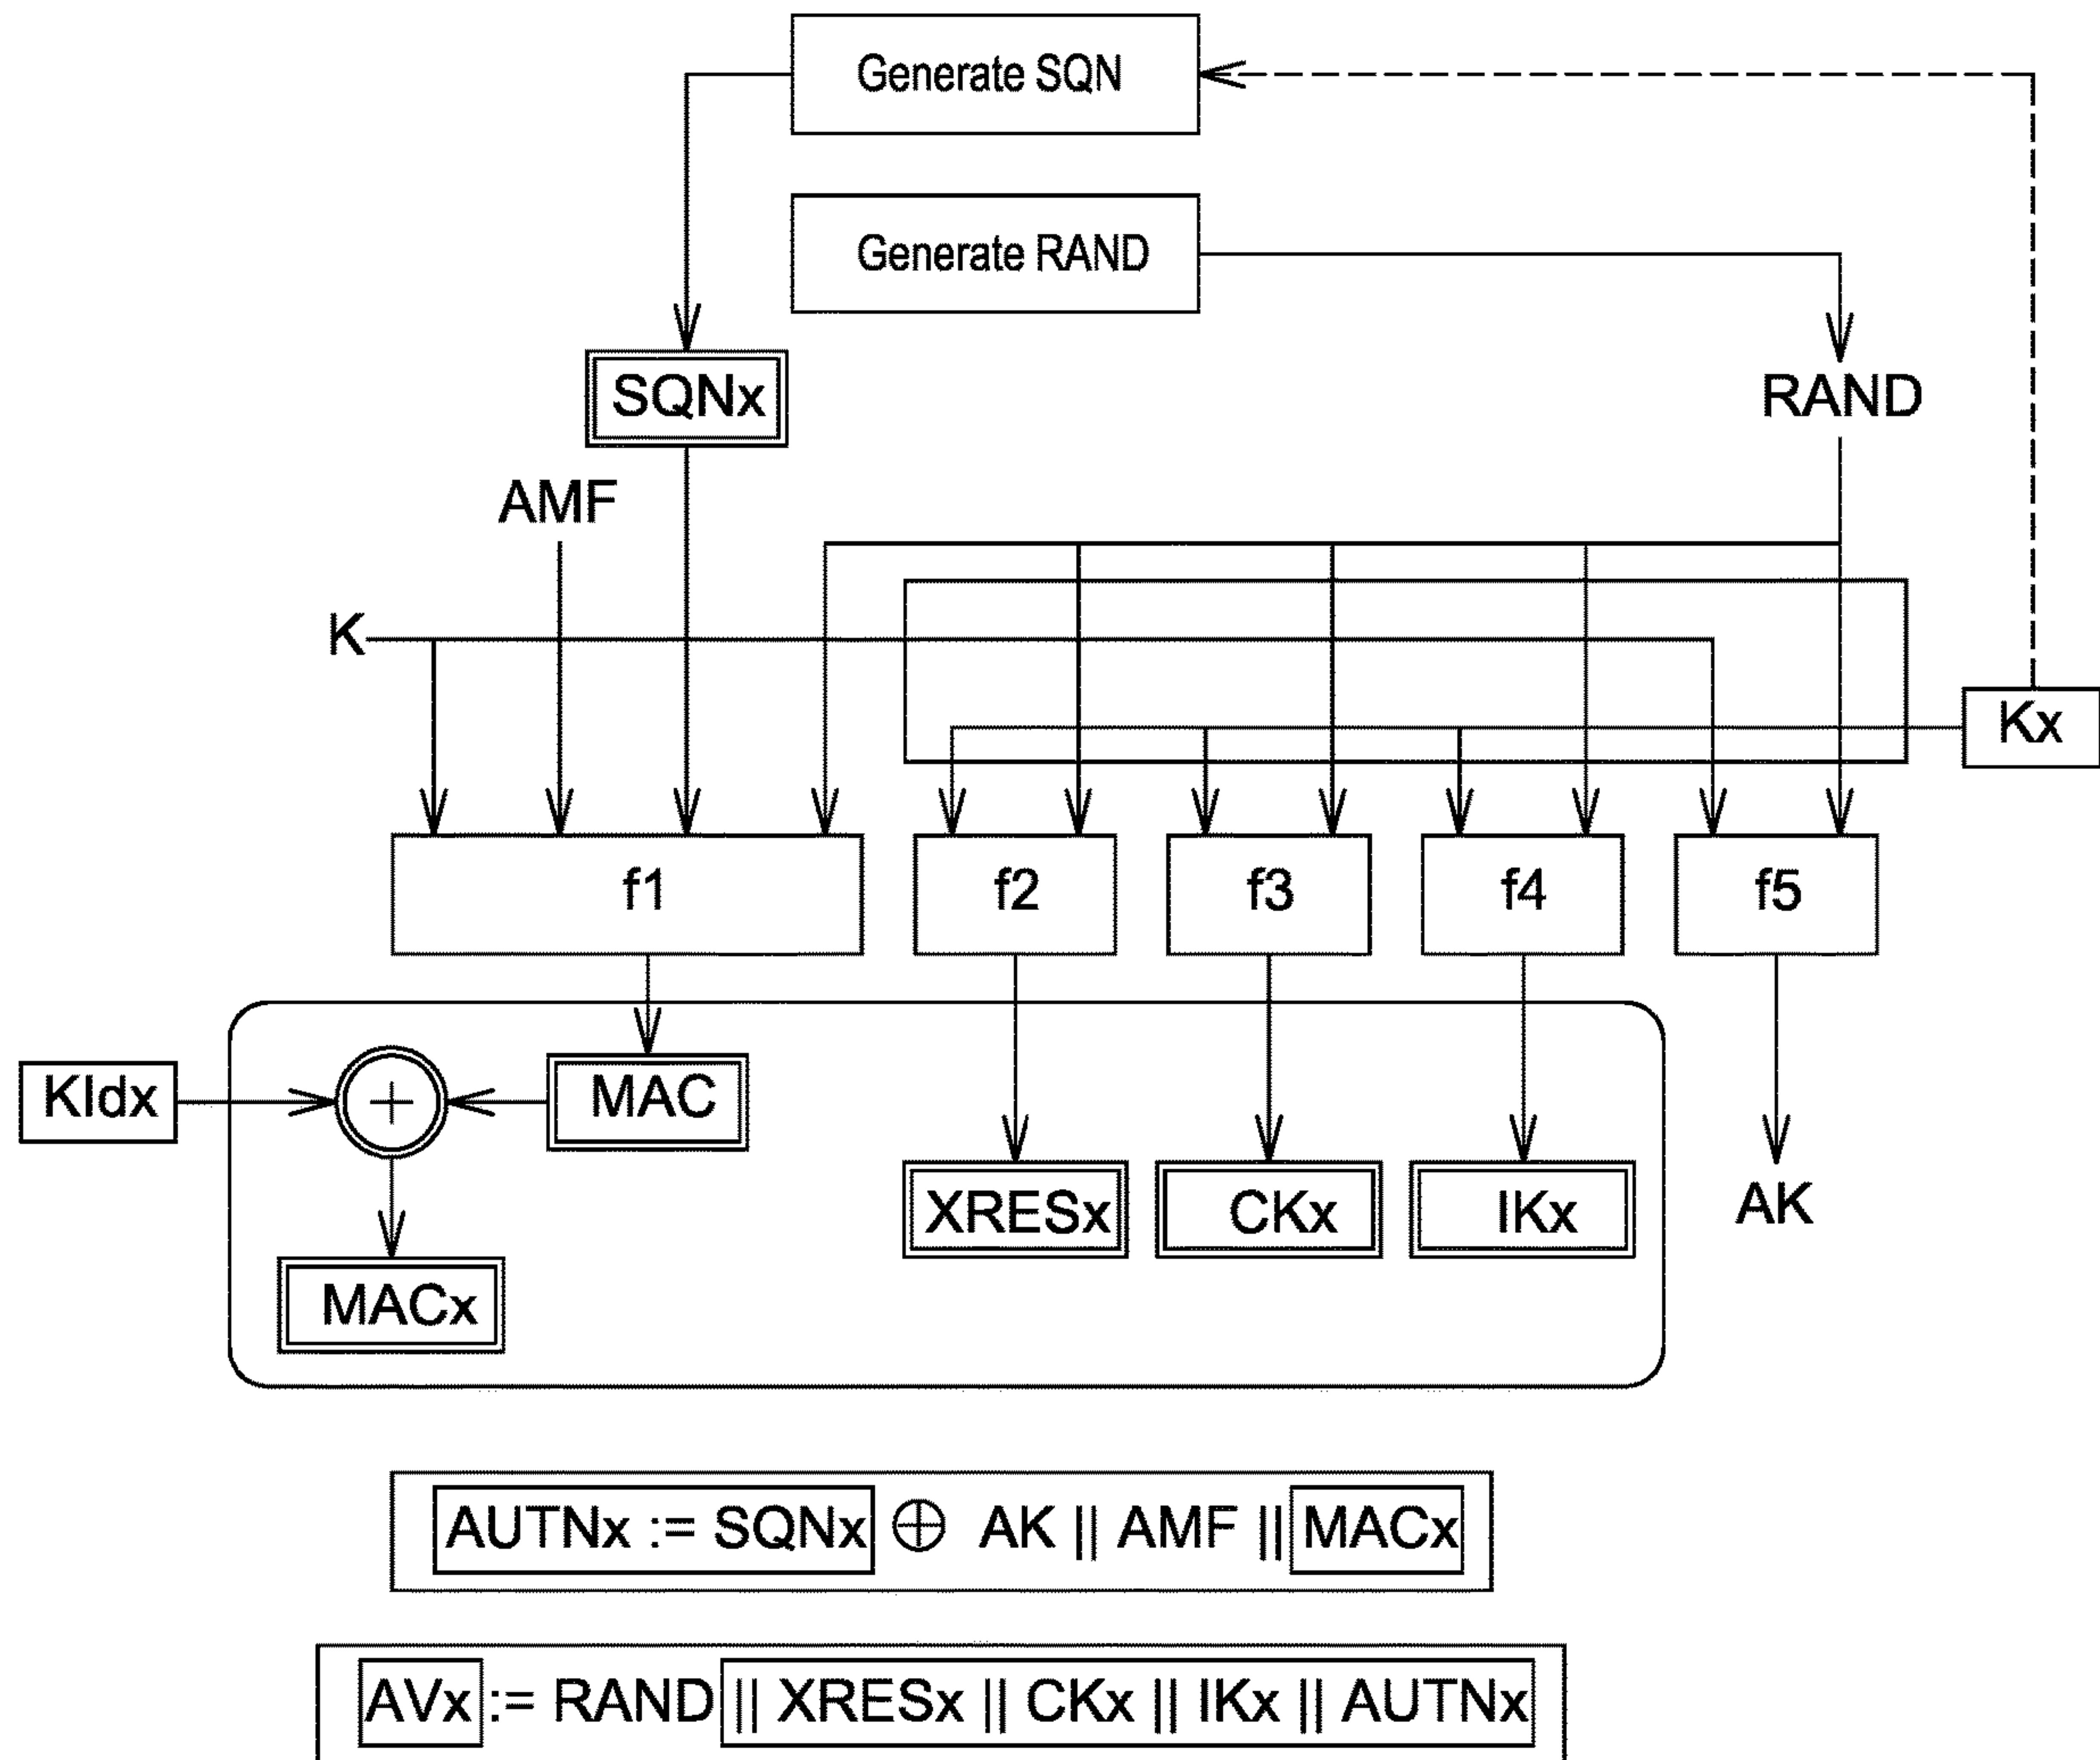 Generate SQN
Generate RAND
SQNx
RAND
AMF
K
Kx
f1
f2
f3
f4
f5
KIdx
+
MAC
XRESx
CKx
IKx
AK
MACx
AUTNx := SQNx ⊕ AK || AMF || MACx
AVx := RAND || XRESx || CKx || IKx || AUTNx